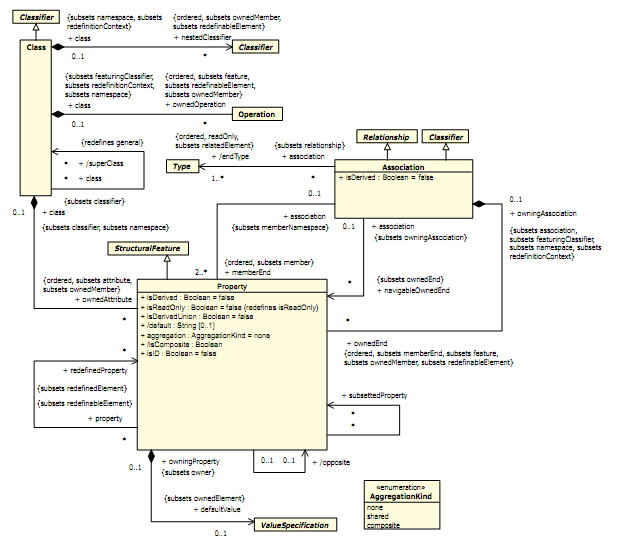 Classifier
{subsets namespace, subsets
redefinitionContext}
{ordered, subsets ownedMember,
subsets redefinableElement}
Class
+ class
+ nestedClassifier
Classifier
0..1
*
{subsets featuringClassifier,
subsets redefinitionContext,
subsets namespace}
+ class
{ordered, subsets feature,
subsets redefinableElement,
subsets ownedMember}
+ ownedOperation
Operation
0..1
*
{redefines general}
* + /superClass
* + class
{subsets classifier}
{ordered, readOnly,
subsets relatedElement}
+ /endType
{subsets relationship}
+ association
Type
1..*
*
Relationship
Classifier
Association
+ isDerived : Boolean = false
0..1
0..1
+ class
{subsets classifier, subsets namespace}
+ association
{subsets memberNamespace}
0..1
+ association
{subsets owningAssociation}
0..1
+ owningAssociation
{subsets association,
subsets featuringClassifier,
subsets namespace, subsets
redefinitionContext}
StructuralFeature
2..*
{ordered, subsets member}
+ memberEnd
{ordered, subsets attribute,
subsets ownedMember}
+ ownedAttribute
*
*
{subsets ownedEnd}
+ navigableOwnedEnd
Property
+ isDerived : Boolean = false
+ isReadOnly : Boolean = false {redefines isReadOnly}
+ isDerivedUnion : Boolean = false
+ /default : String [0..1]
+ aggregation : AggregationKind = none
+ /isComposite : Boolean
+ isID : Boolean = false
*
+ ownedEnd
{ordered, subsets memberEnd, subsets feature,
subsets ownedMember, subsets redefinableElement}
*
+ redefinedProperty
{subsets redefinedElement}
{subsets redefinableElement}
+ property
*
+ subsettedProperty
*
*
0..1
+ owningProperty
{subsets owner}
0..1
0..1
+ /opposite
{subsets ownedElement}
+ defaultValue
0..1
ValueSpecification
«enumeration»
AggregationKind
none
shared
composite